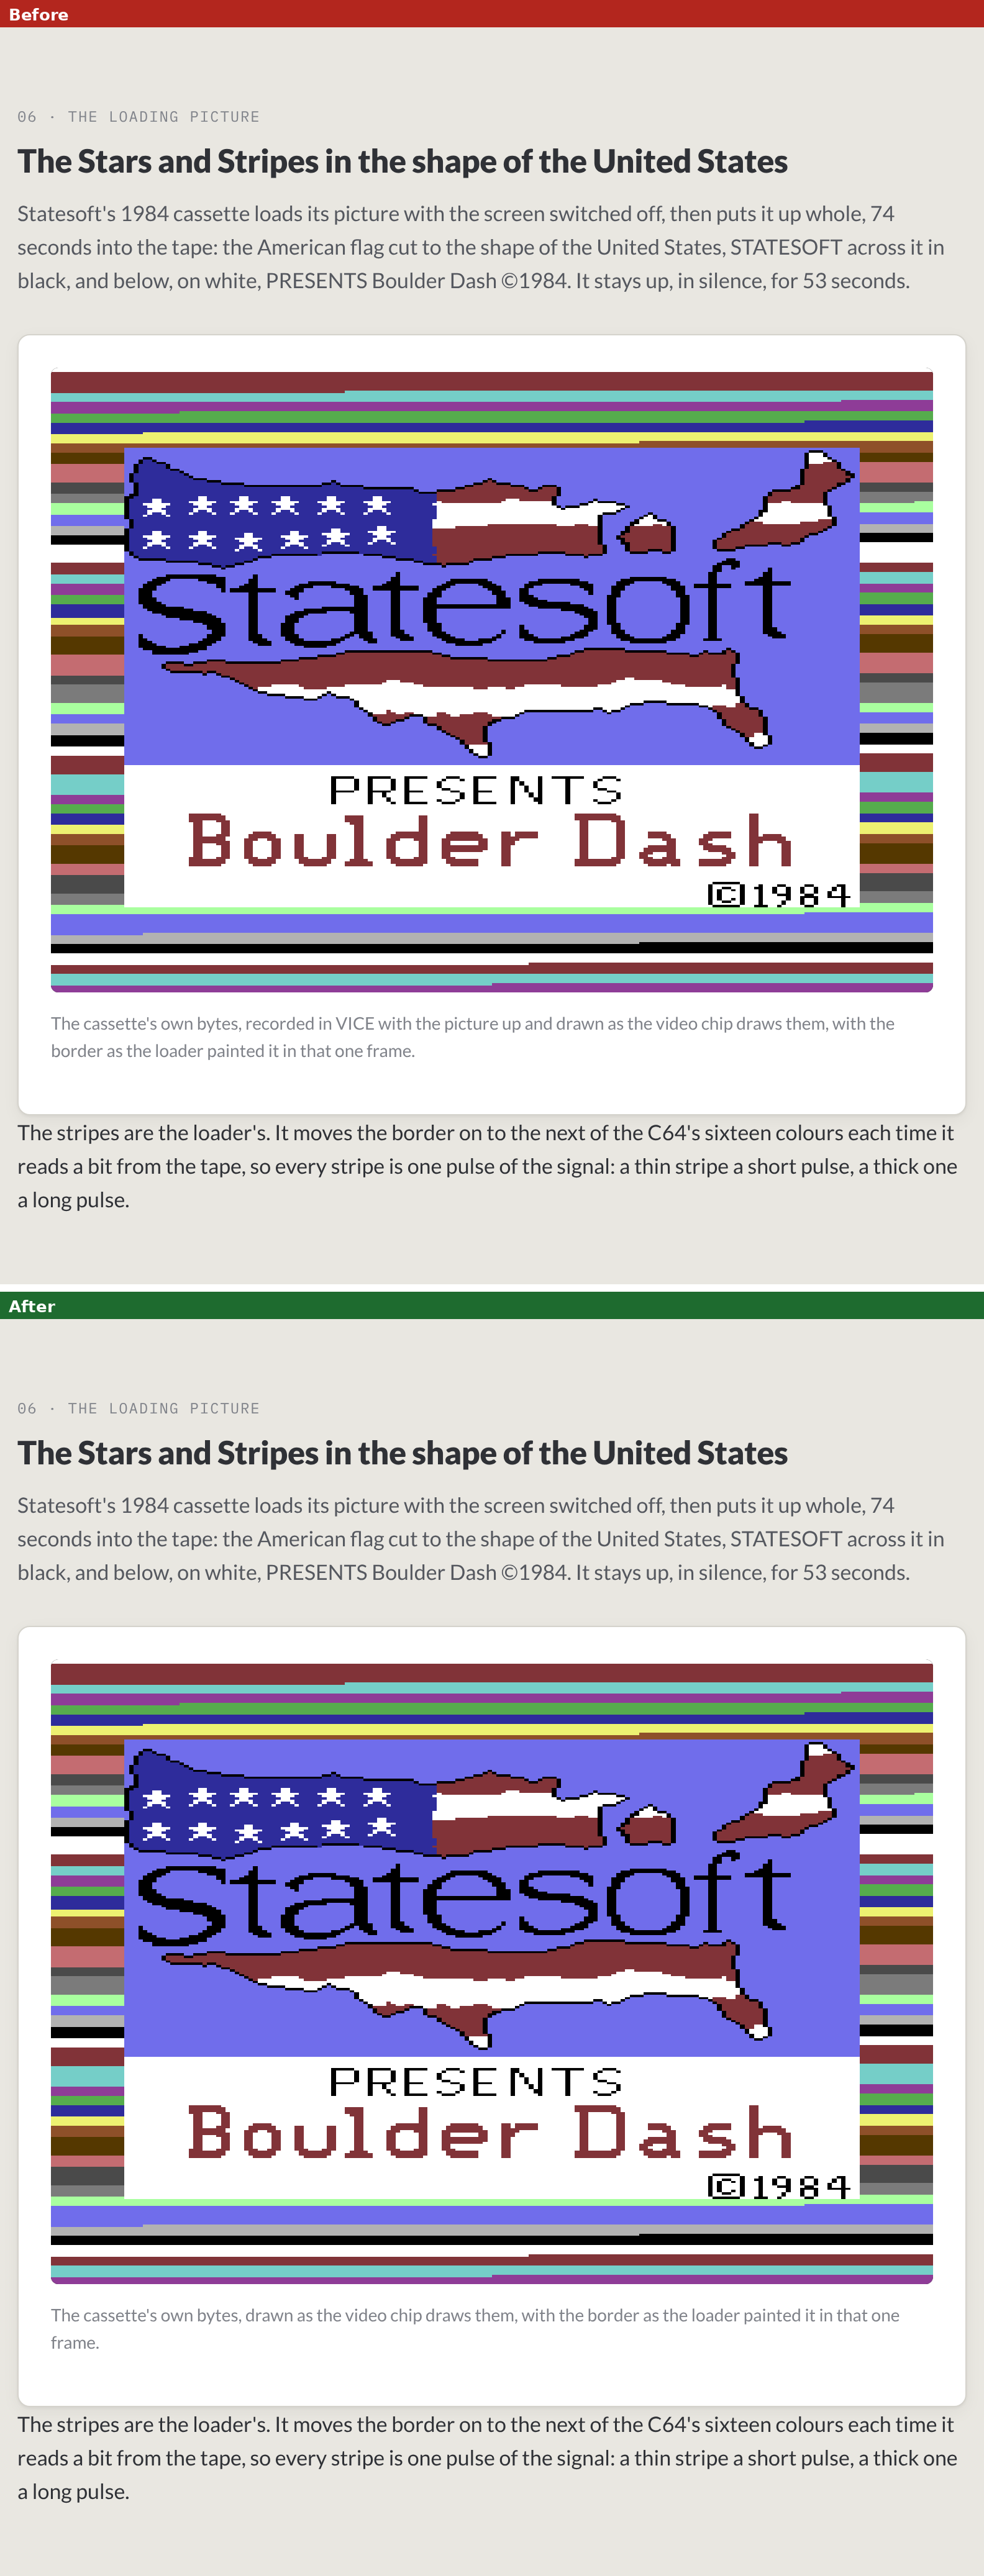 Before
06 · THE LOADING PICTURE
The Stars and Stripes in the shape of the United States
Statesoft's 1984 cassette loads its picture with the screen switched off, then puts it up whole, 74
seconds into the tape: the American flag cut to the shape of the United States, STATESOFT across it in
black, and below, on white, PRESENTS Boulder Dash ©1984. It stays up, in silence, for 53 seconds.
Statesoft
PRESENTS
Boulder Dash
©1984
The cassette's own bytes, recorded in VICE with the picture up and drawn as the video chip draws them, with the
border as the loader painted it in that one frame.
The stripes are the loader's. It moves the border on to the next of the C64's sixteen colours each time it
reads a bit from the tape, so every stripe is one pulse of the signal: a thin stripe a short pulse, a thick one
a long pulse.
After
06 · THE LOADING PICTURE
The Stars and Stripes in the shape of the United States
Statesoft's 1984 cassette loads its picture with the screen switched off, then puts it up whole, 74
seconds into the tape: the American flag cut to the shape of the United States, STATESOFT across it in
black, and below, on white, PRESENTS Boulder Dash ©1984. It stays up, in silence, for 53 seconds.
Statesoft
PRESENTS
Boulder Dash
©1984
The cassette's own bytes, drawn as the video chip draws them, with the border as the loader painted it in that one
frame.
The stripes are the loader's. It moves the border on to the next of the C64's sixteen colours each time it
reads a bit from the tape, so every stripe is one pulse of the signal: a thin stripe a short pulse, a thick one
a long pulse.